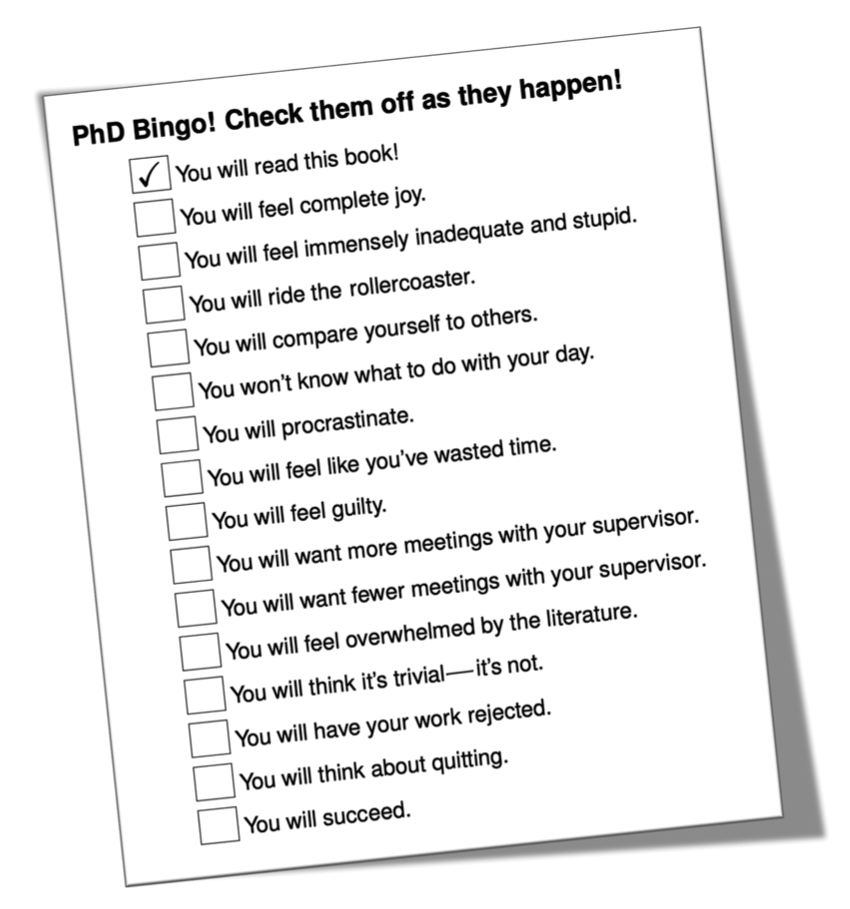 PhD Bingo! Check them off as they happen!
You will read this book!
You will feel complete joy.
You will feel immensely inadequate and stupid.
You will ride the rollercoaster.
You will compare yourself to others.
You won't know what to do with your day.
You will procrastinate.
You will feel like you've wasted time.
You will feel guilty.
You will want more meetings with your supervisor.
You will want fewer meetings with your supervisor.
You will feel overwhelmed by the literature.
You will think it's trivial—it's not.
You will have your work rejected.
You will think about quitting.
You will succeed.